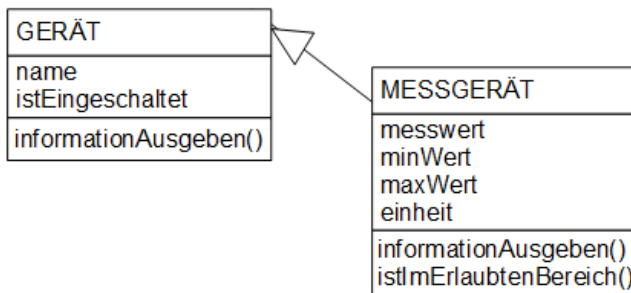 GERÄT
name
istEingeschaltet
informationAusgeben()
MESSGERÄT
messwert
minWert
maxWert
einheit
informationAusgeben()
istImErlaubtenBereich()